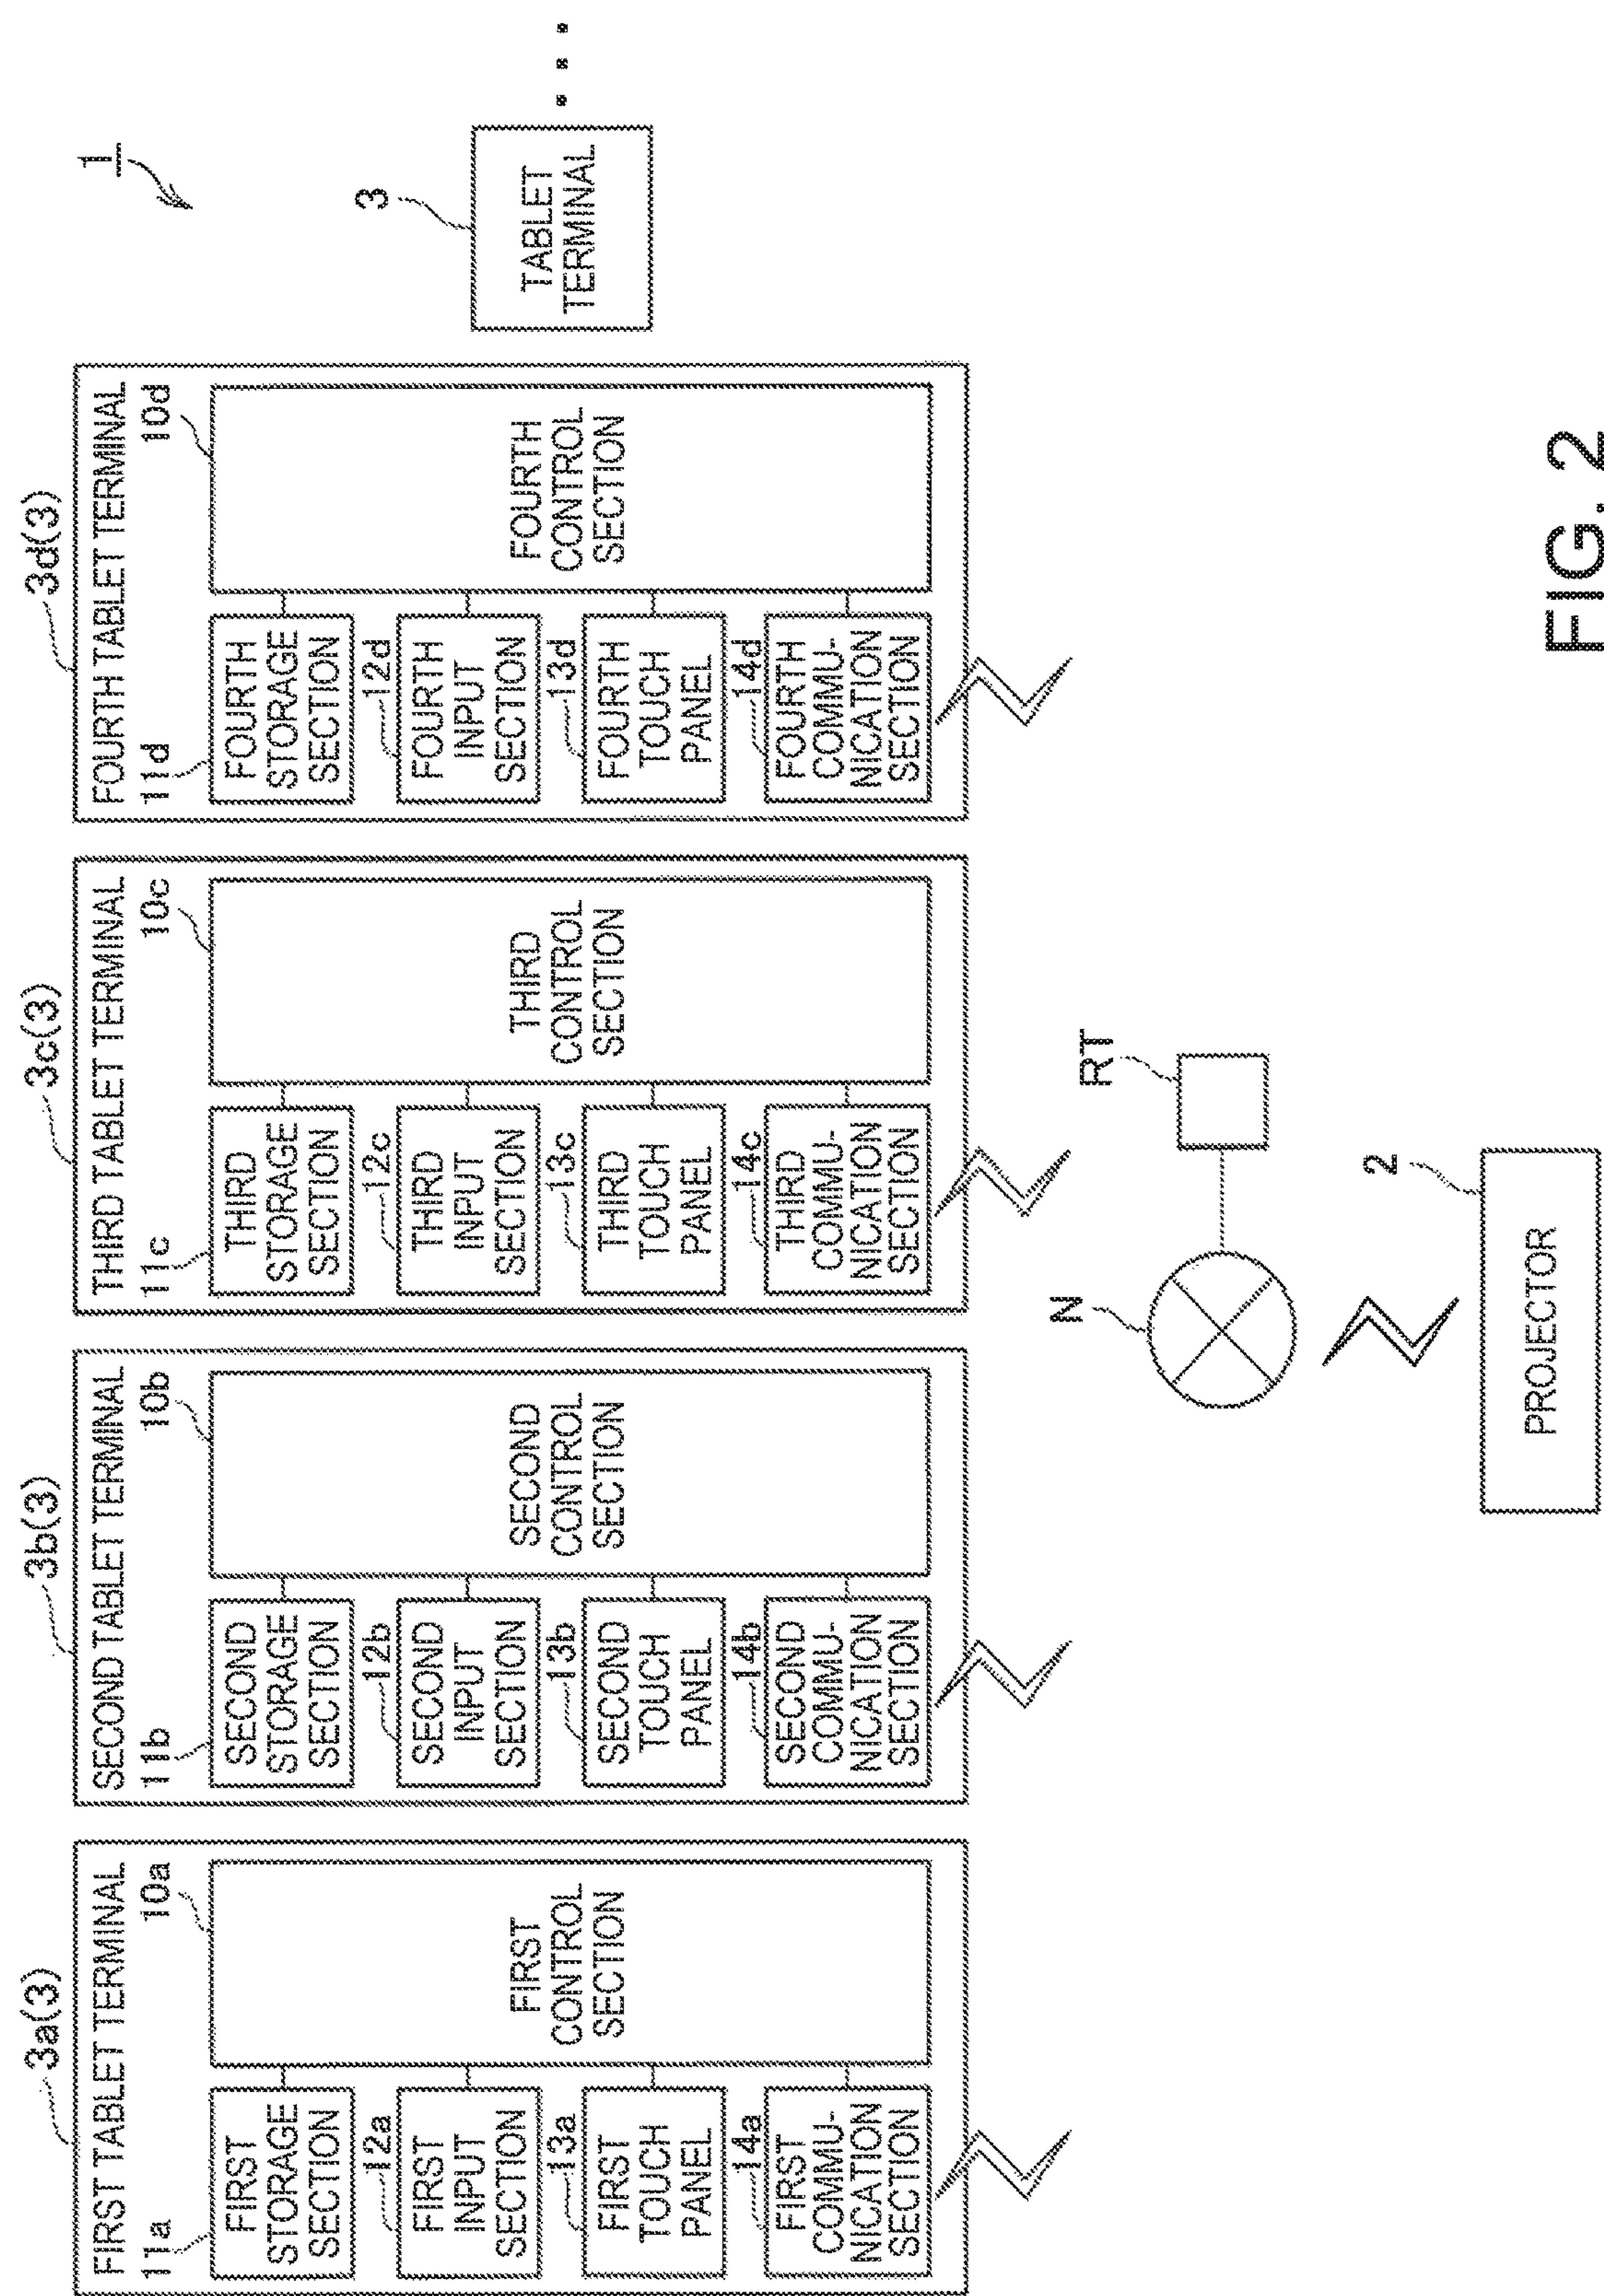 1
3a(3)
FIRST TABLET TERMINAL
11a
10a
FIRST
STORAGE
SECTION
12a
FIRST
INPUT
SECTION
13a
FIRST
TOUCH
PANEL
14a
FIRST
COMMU-
NICATION
SECTION
FIRST
CONTROL
SECTION
3b(3)
SECOND TABLET TERMINAL
11b
10b
SECOND
STORAGE
SECTION
12b
SECOND
INPUT
SECTION
13b
SECOND
TOUCH
PANEL
14b
SECOND
COMMU-
NICATION
SECTION
SECOND
CONTROL
SECTION
3c(3)
THIRD TABLET TERMINAL
11c
10c
THIRD
STORAGE
SECTION
12c
THIRD
INPUT
SECTION
13c
THIRD
TOUCH
PANEL
14c
THIRD
COMMU-
NICATION
SECTION
THIRD
CONTROL
SECTION
3d(3)
FOURTH TABLET TERMINAL
11d
10d
FOURTH
STORAGE
SECTION
12d
FOURTH
INPUT
SECTION
13d
FOURTH
TOUCH
PANEL
14d
FOURTH
COMMU-
NICATION
SECTION
FOURTH
CONTROL
SECTION
3
TABLET
TERMINAL
. . .
N
RT
2
PROJECTOR
FIG. 2